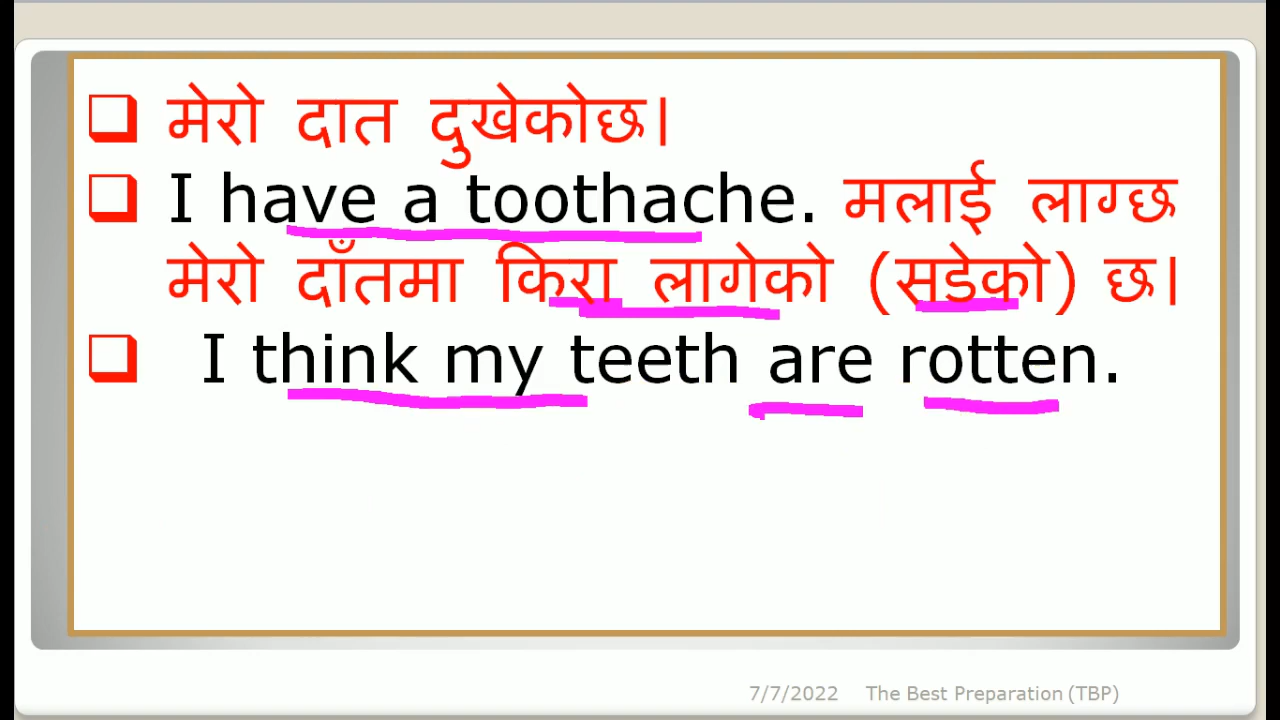 ❑ मेरो दात दुखेकोछ।
❑ I have a toothache. मलाई लाग्छ
मेरो दाँतमा किरा लागेको (सडेको) छ।
❑ I think my teeth are rotten.
7/7/2022 The Best Preparation (TBP)